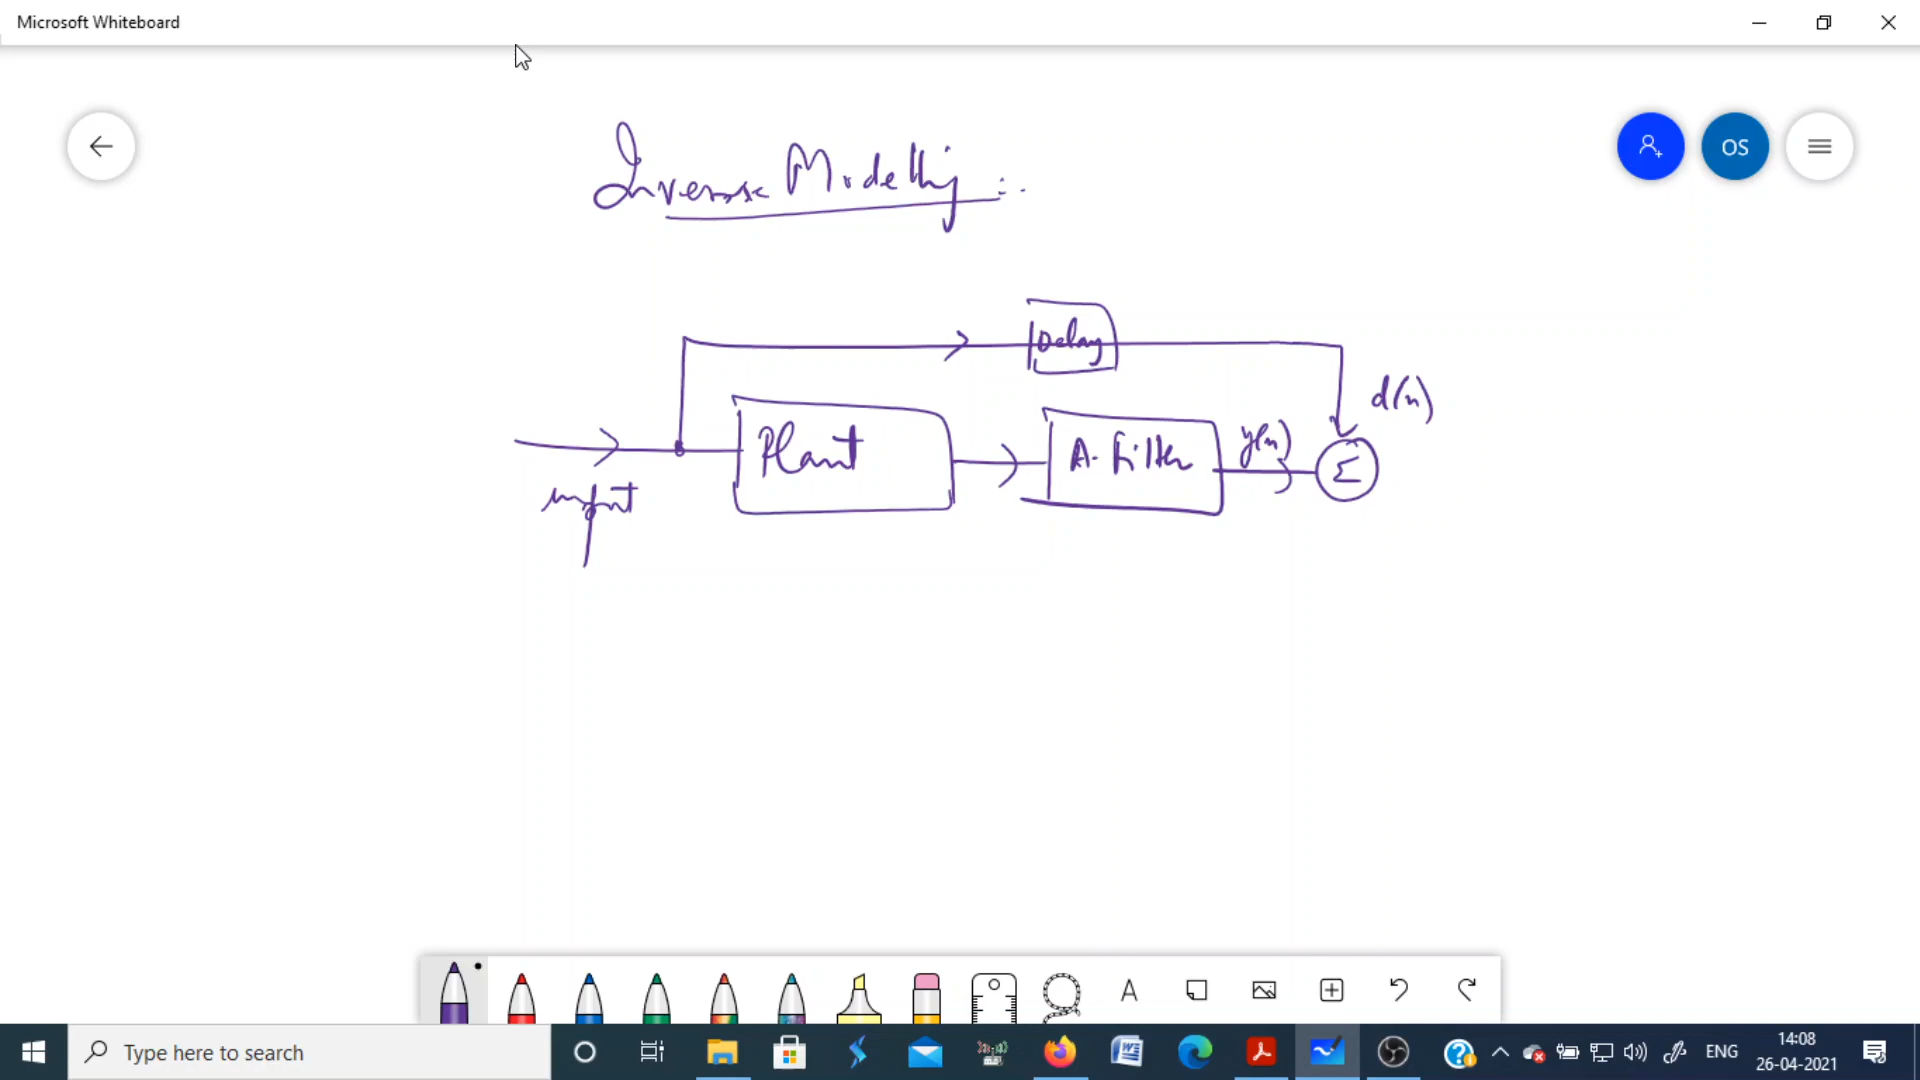 Microsoft Whiteboard
OS
Inverse Modelling :-
Delay
d(n)
Plant
A. Filter
y(n)
Σ
input
A
Type here to search
ENG
14:08
26-04-2021